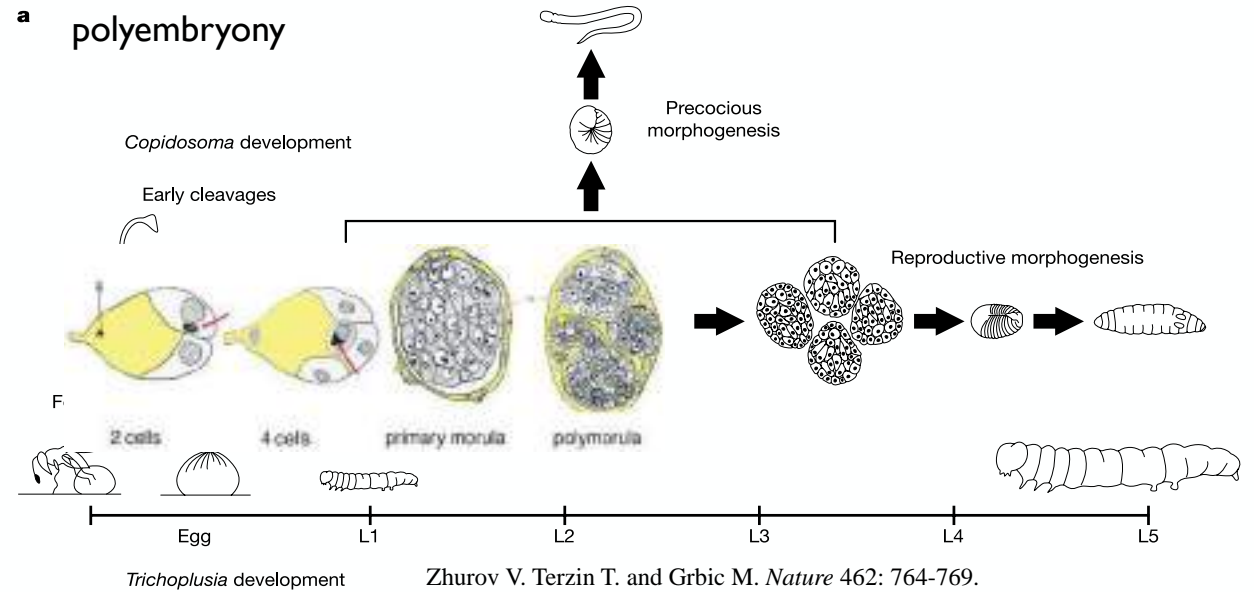 a
polyembryony
Precocious
morphogenesis
Copidosoma development
Early cleavages
Reproductive morphogenesis
2 cells
4 cells
primary morula
polymorula
Egg
L1
L2
L3
L4
L5
Trichoplusia development
Zhurov V. Terzin T. and Grbic M. Nature 462: 764-769.